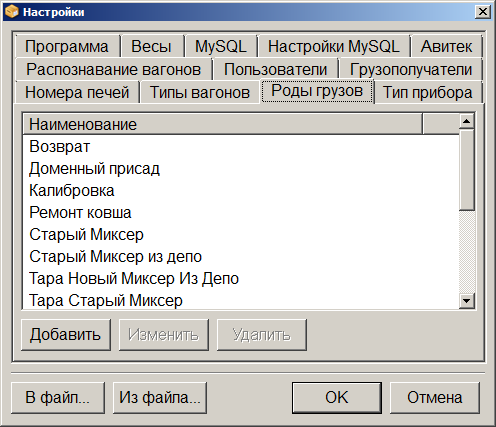 Настройки
Программа Весы MySQL Настройки MySQL Авитек
Распознавание вагонов Пользователи Грузополучатели
Номера печей Типы вагонов Роды грузов Тип прибора
Наименование
Возврат
Доменный присад
Калибровка
Ремонт ковша
Старый Миксер
Старый Миксер из депо
Тара Новый Миксер Из Депо
Тара Старый Миксер
Добавить Изменить Удалить
В файл... Из файла... OK Отмена